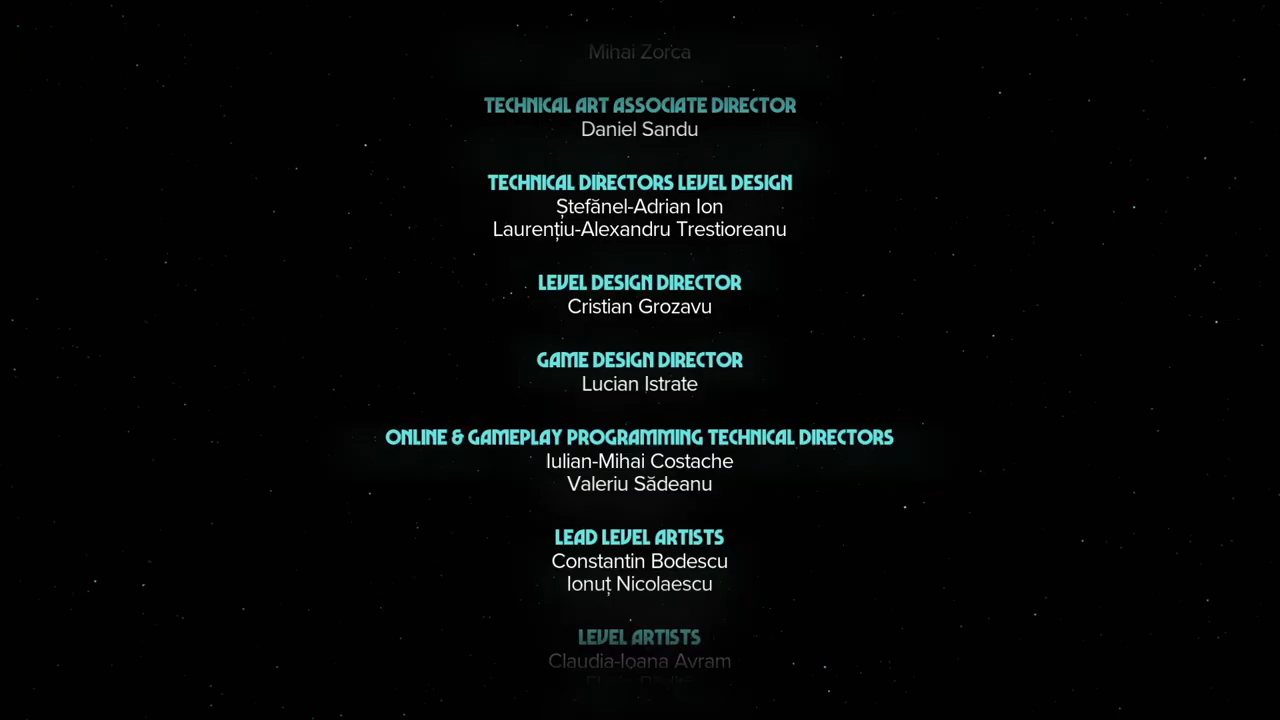 Mihai Zorca
TECHNICAL ART ASSOCIATE DIRECTOR
Daniel Sandu
TECHNICAL DIRECTORS LEVEL DESIGN
Ștefănel-Adrian Ion
Laurențiu-Alexandru Trestioreanu
LEVEL DESIGN DIRECTOR
Cristian Grozavu
GAME DESIGN DIRECTOR
Lucian Istrate
ONLINE & GAMEPLAY PROGRAMMING TECHNICAL DIRECTORS
Iulian-Mihai Costache
Valeriu Sădeanu
LEAD LEVEL ARTISTS
Constantin Bodescu
Ionuț Nicolaescu
LEVEL ARTISTS
Claudia-Ioana Avram